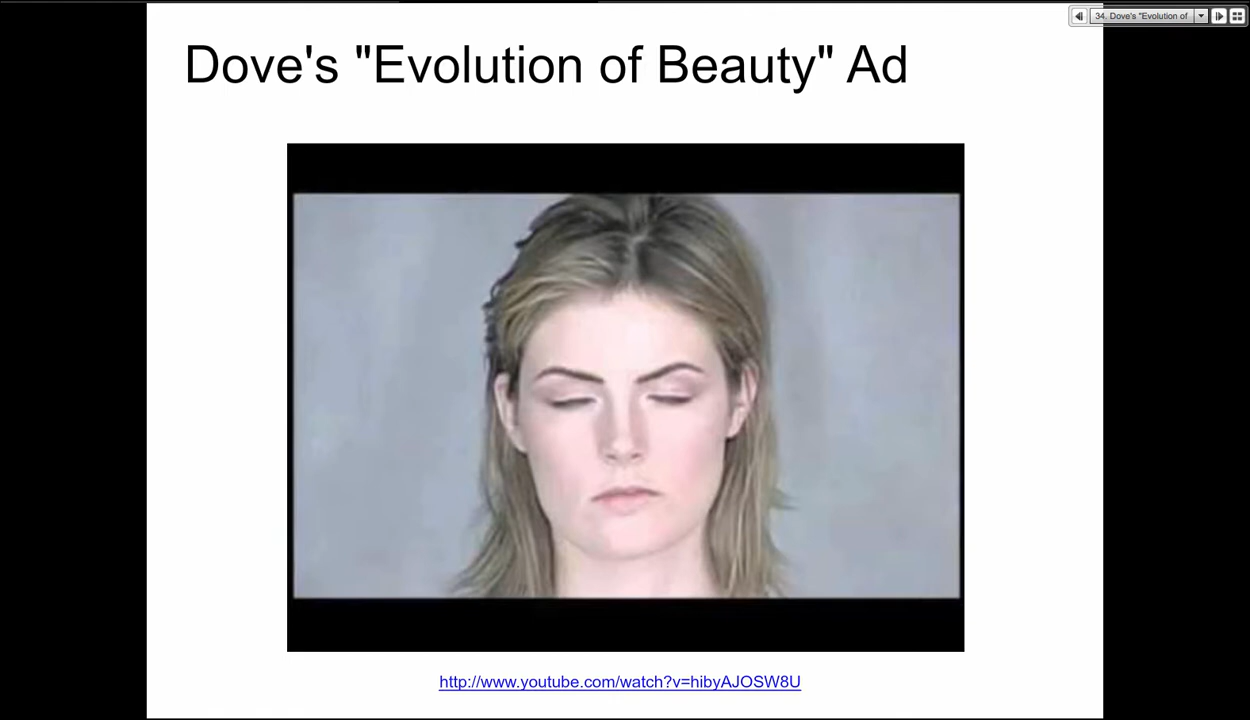 34. Dove's "Evolution of
Dove's "Evolution of Beauty" Ad
http://www.youtube.com/watch?v=hibyAJOSW8U